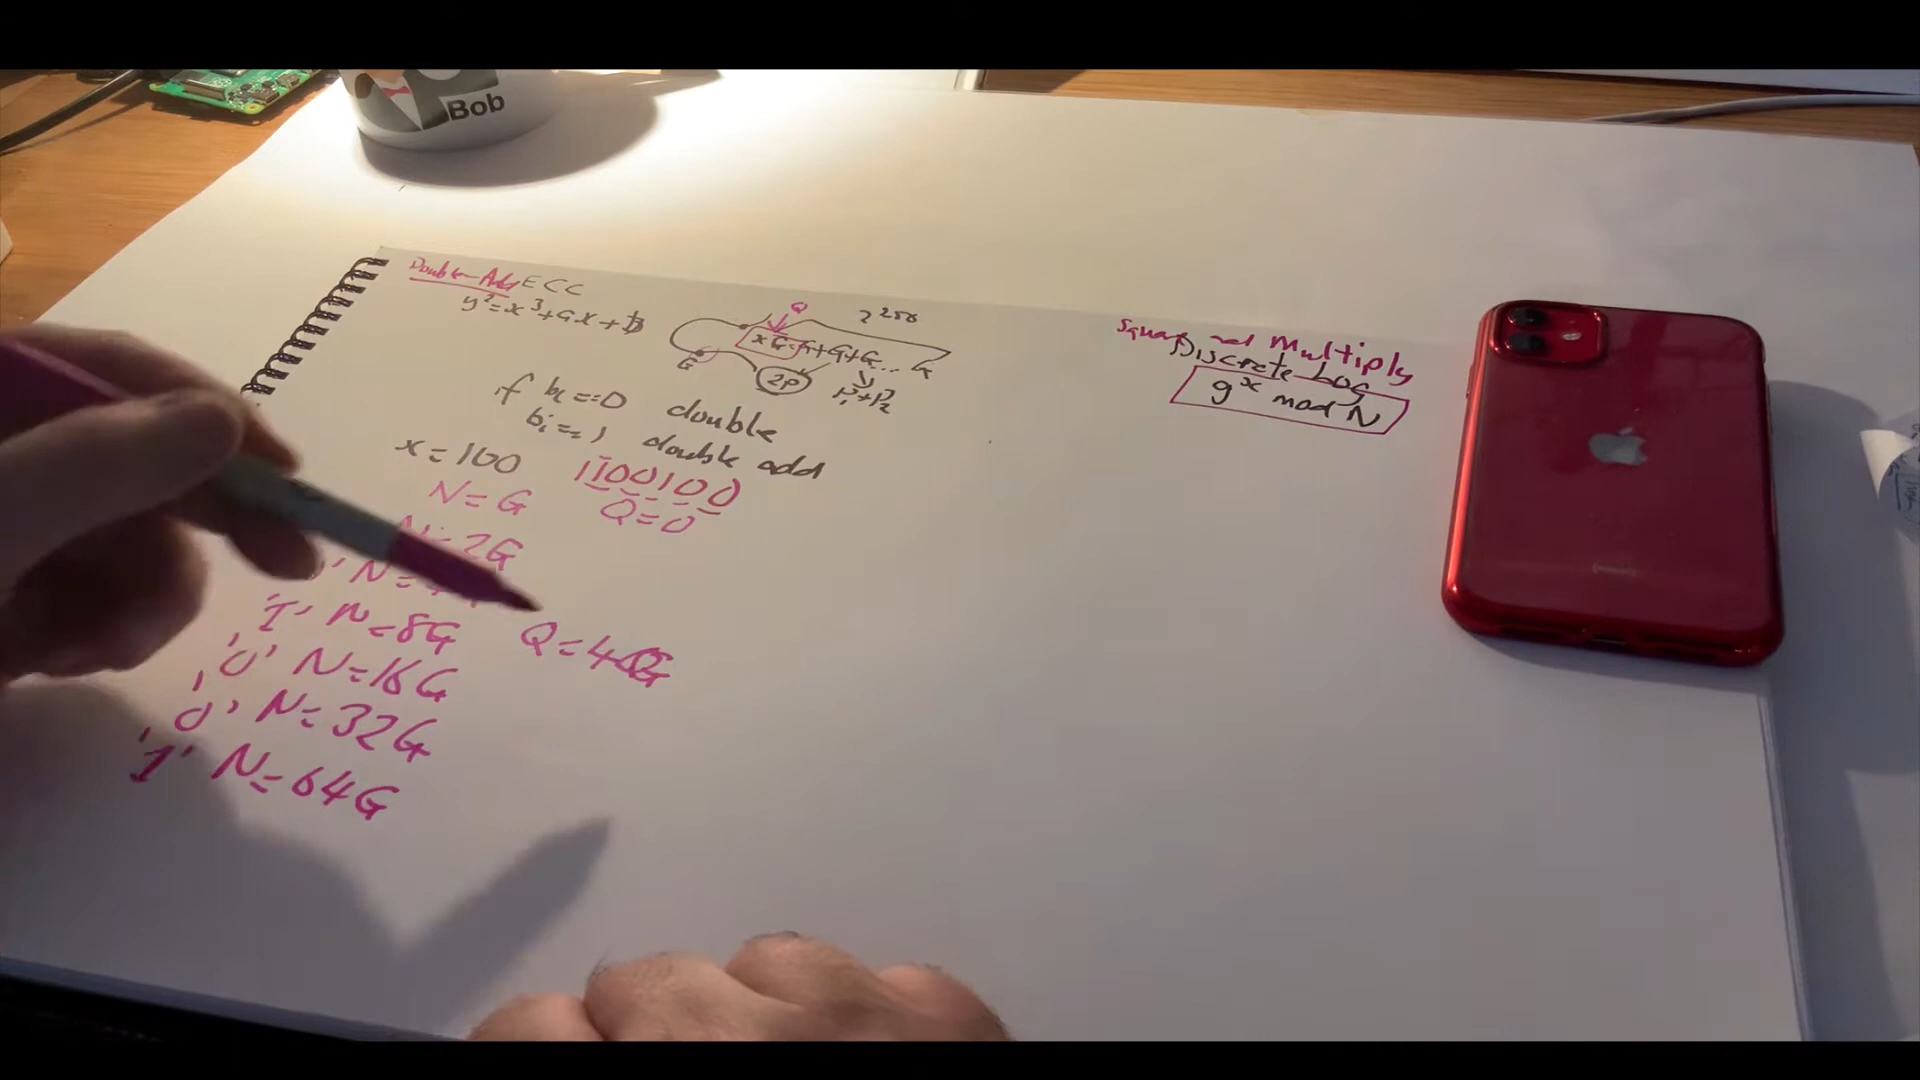 Bob
Double-Add ECC
y²=x³+ax+b
Q
2²⁵⁶
xG=G+G+G... G
G
2P
P₁+P₂
if bi==0 double
bi==1 double add
x=100 1100100
N=G Q=0
N=2G
N=
'1' N=8G Q=4G
'0' N=16G
'0' N=32G
'1' N=64G
Square and Multiply
Discrete Log
gˣ mod N